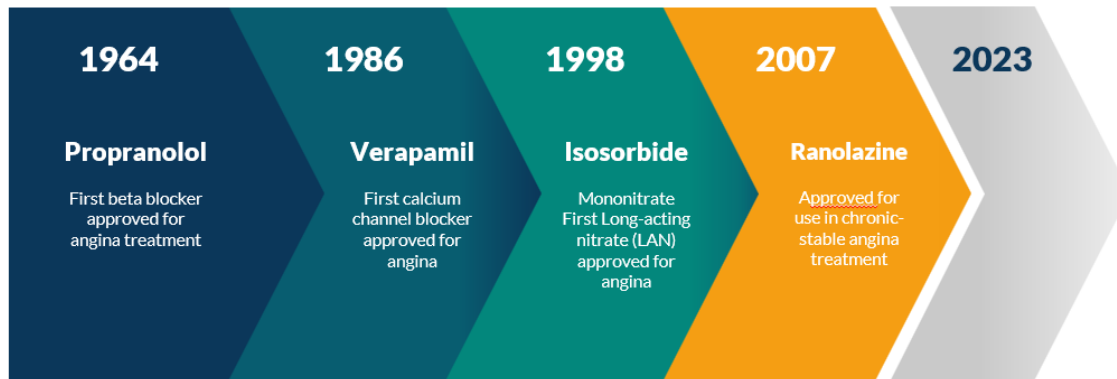 1964
Propranolol
First beta blocker
approved for
angina treatment
1986
Verapamil
First calcium
channel blocker
approved for
angina
1998
Isosorbide
Mononitrate
First Long-acting
nitrate (LAN)
approved for
angina
2007
Ranolazine
Approved for
use in chronic-
stable angina
treatment
2023